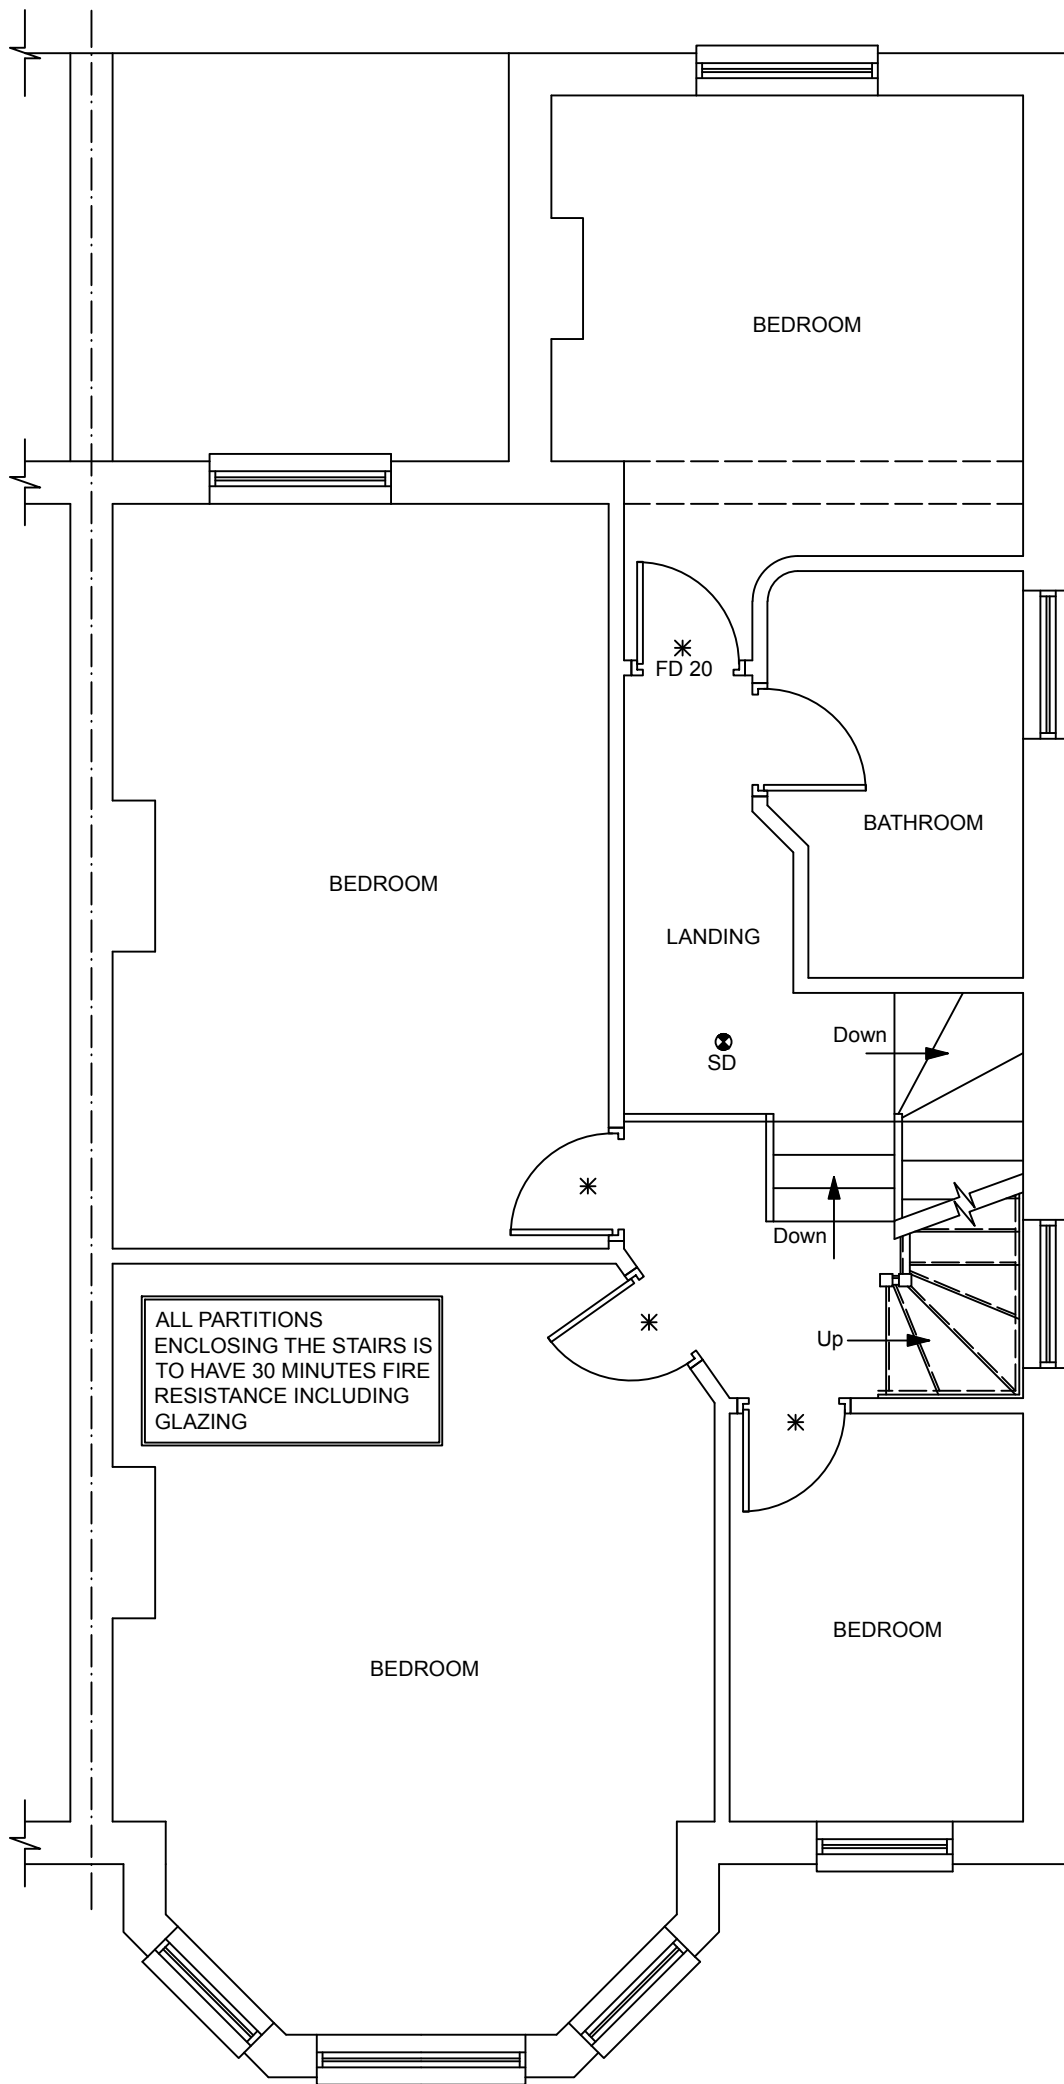 BEDROOM
FD 20
BATHROOM
BEDROOM
LANDING
Down
SD
Down
ALL PARTITIONS
ENCLOSING THE STAIRS IS
TO HAVE 30 MINUTES FIRE
RESISTANCE INCLUDING
GLAZING
Up
BEDROOM
BEDROOM